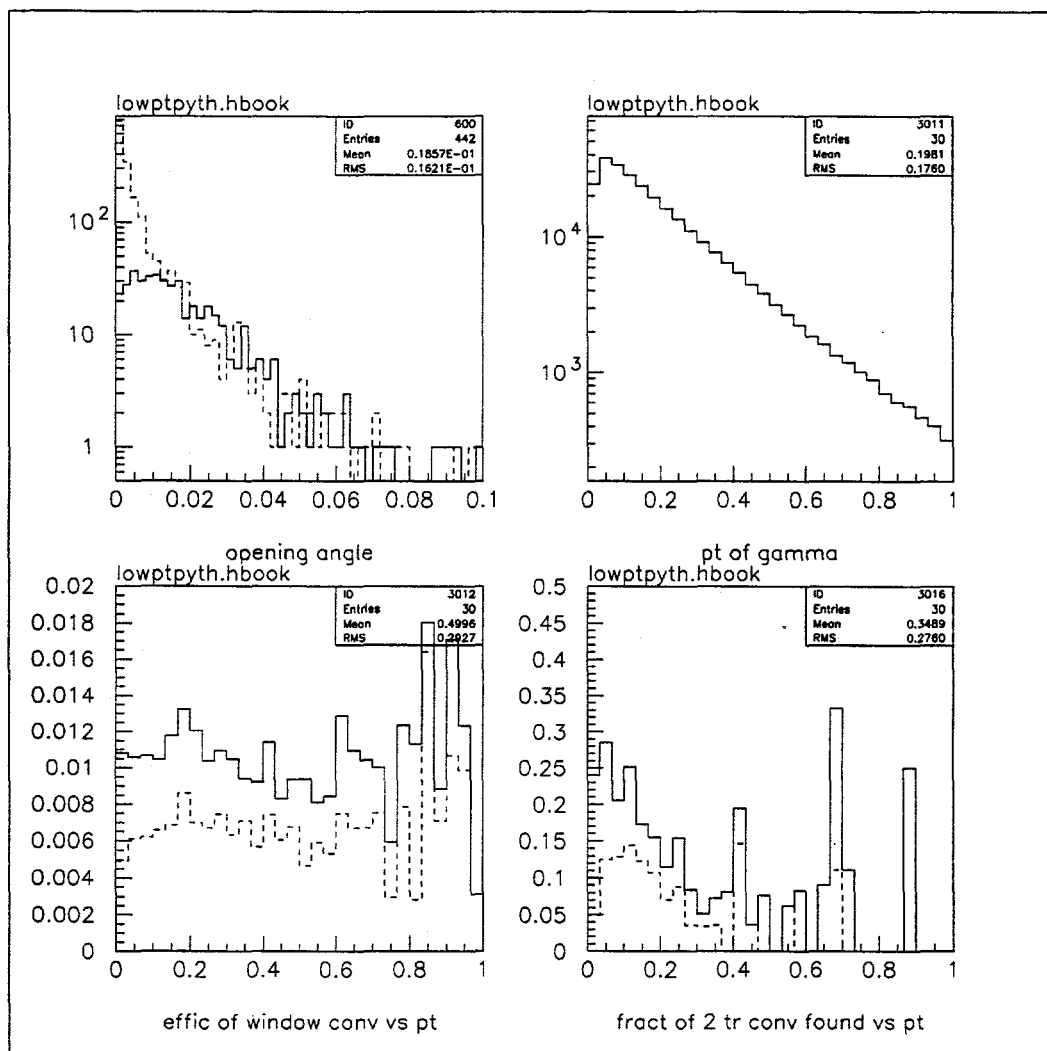 lowptpyth.hbook
ID 600
Entries 442
Mean 0.1857E-01
RMS 0.1621E-01
10^2
10
1
0 0.02 0.04 0.06 0.08 0.1
opening angle
lowptpyth.hbook
ID 3011
Entries 30
Mean 0.1981
RMS 0.1760
10^4
10^3
0 0.2 0.4 0.6 0.8 1
pt of gamma
lowptpyth.hbook
ID 3012
Entries 30
Mean 0.4996
RMS 0.2927
0.02
0.018
0.016
0.014
0.012
0.01
0.008
0.006
0.004
0.002
0
0 0.2 0.4 0.6 0.8 1
effic of window conv vs pt
lowptpyth.hbook
ID 3016
Entries 30
Mean 0.3489
RMS 0.2760
0.5
0.45
0.4
0.35
0.3
0.25
0.2
0.15
0.1
0.05
0
0 0.2 0.4 0.6 0.8 1
fract of 2 tr conv found vs pt